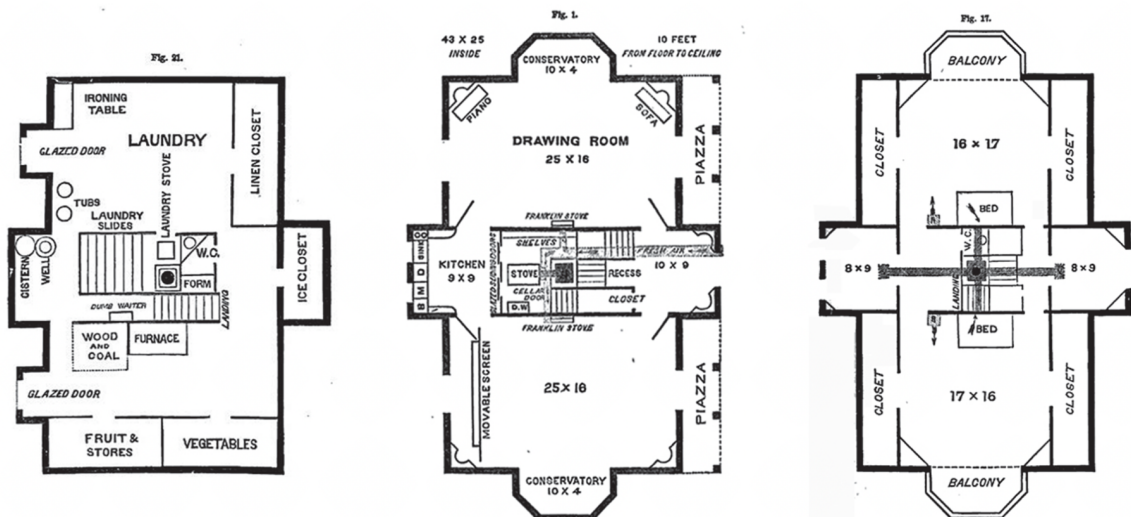 Fig. 21.
IRONING
TABLE
LAUNDRY
GLAZED DOOR
LINEN CLOSET
LAUNDRY STOVE
TUBS
LAUNDRY
SLIDES
W.C.
CISTERN
WELL
FORM
ICE CLOSET
DUMB WAITER
LANDING
WOOD
AND
COAL
FURNACE
GLAZED DOOR
FRUIT &
STORES
VEGETABLES
Fig. 1.
43 X 25
INSIDE
10 FEET
FROM FLOOR TO CEILING
CONSERVATORY
10 X 4
PIANO
SOFA
DRAWING ROOM
25 X 16
PIAZZA
FRANKLIN STOVE
SHELVES
FRESH AIR
SINK
KITCHEN
9 X 9
D
M
B
GLAZED DOORS
STOVE
RECESS
10 X 9
CELLAR
DOOR
D.W
CLOSET
FRANKLIN STOVE
MOVABLE SCREEN
25 X 16
PIAZZA
CONSERVATORY
10 X 4
Fig. 17.
BALCONY
16 X 17
CLOSET
CLOSET
BED
W.C.
8 X 9
8 X 9
LANDING
BED
17 X 16
CLOSET
CLOSET
BALCONY